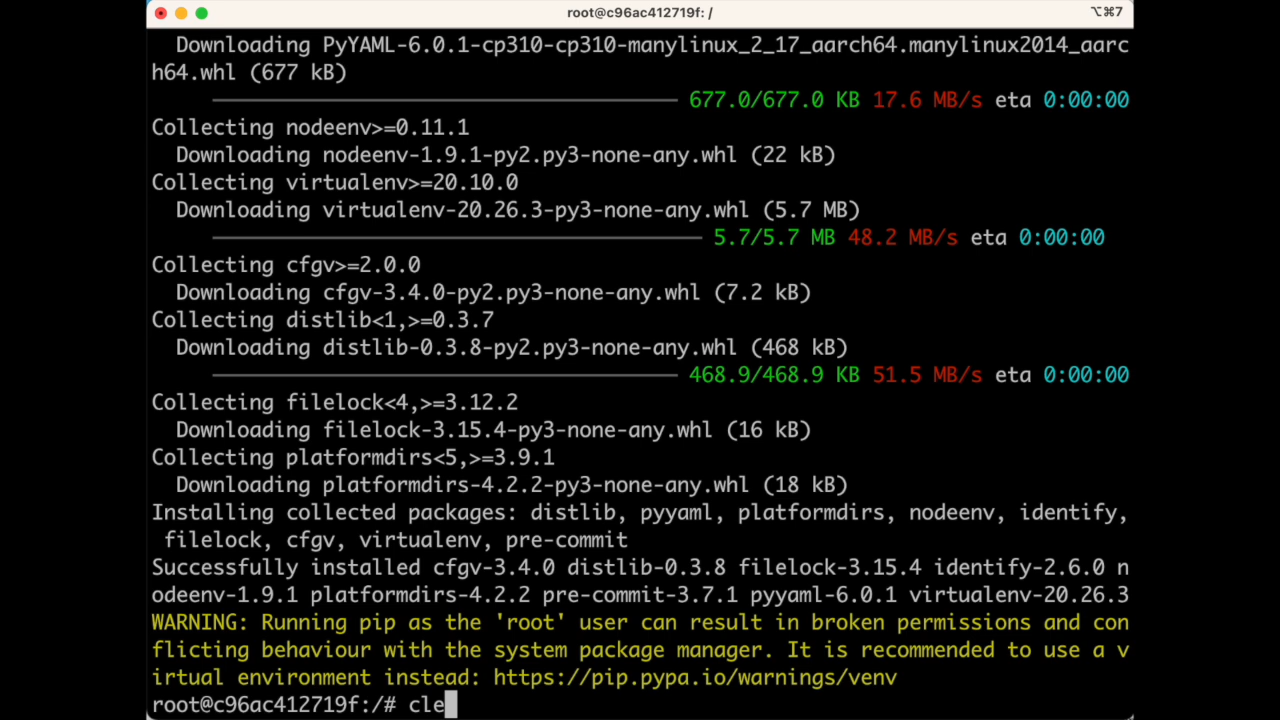 root@c96ac412719f: /
⌥⌘7
Downloading PyYAML-6.0.1-cp310-cp310-manylinux_2_17_aarch64.manylinux2014_aarc
h64.whl (677 kB)
677.0/677.0 KB 17.6 MB/s eta 0:00:00
Collecting nodeenv>=0.11.1
Downloading nodeenv-1.9.1-py2.py3-none-any.whl (22 kB)
Collecting virtualenv>=20.10.0
Downloading virtualenv-20.26.3-py3-none-any.whl (5.7 MB)
5.7/5.7 MB 48.2 MB/s eta 0:00:00
Collecting cfgv>=2.0.0
Downloading cfgv-3.4.0-py2.py3-none-any.whl (7.2 kB)
Collecting distlib<1,>=0.3.7
Downloading distlib-0.3.8-py2.py3-none-any.whl (468 kB)
468.9/468.9 KB 51.5 MB/s eta 0:00:00
Collecting filelock<4,>=3.12.2
Downloading filelock-3.15.4-py3-none-any.whl (16 kB)
Collecting platformdirs<5,>=3.9.1
Downloading platformdirs-4.2.2-py3-none-any.whl (18 kB)
Installing collected packages: distlib, pyyaml, platformdirs, nodeenv, identify,
filelock, cfgv, virtualenv, pre-commit
Successfully installed cfgv-3.4.0 distlib-0.3.8 filelock-3.15.4 identify-2.6.0 n
odeenv-1.9.1 platformdirs-4.2.2 pre-commit-3.7.1 pyyaml-6.0.1 virtualenv-20.26.3
WARNING: Running pip as the 'root' user can result in broken permissions and con
flicting behaviour with the system package manager. It is recommended to use a v
irtual environment instead: https://pip.pypa.io/warnings/venv
root@c96ac412719f:/# cle